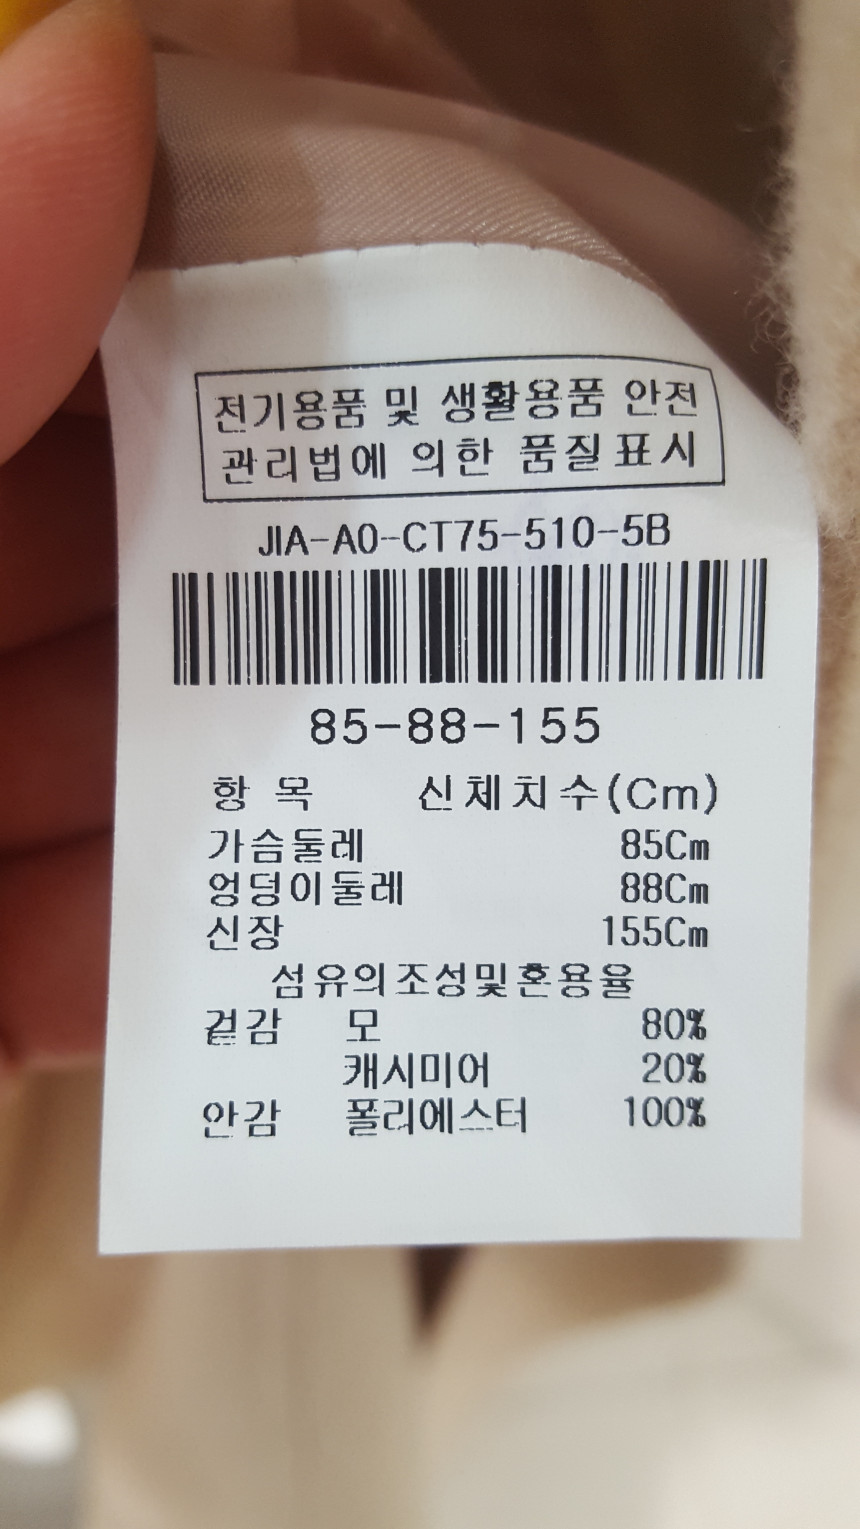 전기용품 및 생활용품 안전
관리법에 의한 품질표시
JIA-A0-CT75-510-5B
85-88-155
항 목 신체치수(Cm)
가슴둘레 85Cm
엉덩이둘레 88Cm
신장 155Cm
섬유의조성및혼용율
겉감 모 80%
캐시미어 20%
안감 폴리에스터 100%